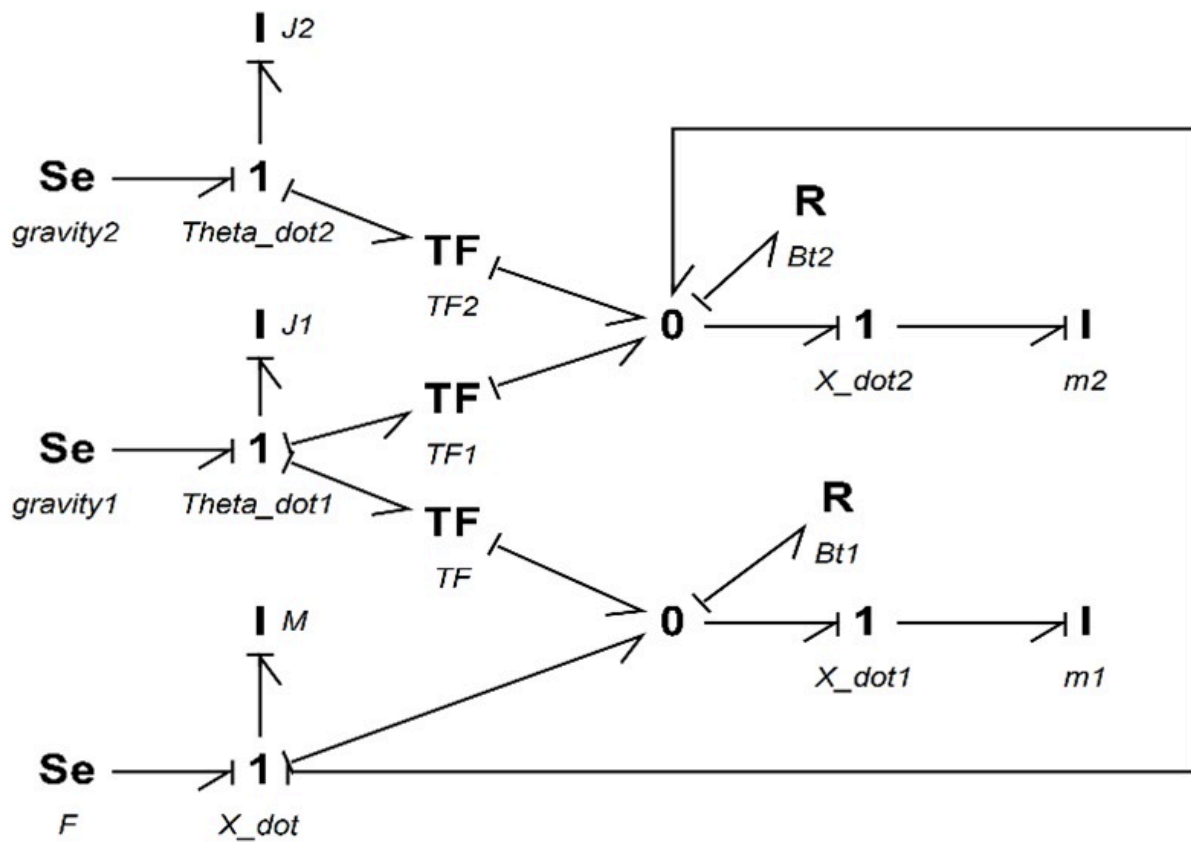 I J2
Se 1
R
gravity2 Theta_dot2
TF
Bt2
TF2
I J1
0 1 I
X_dot2 m2
TF
Se 1
TF1
gravity1 Theta_dot1
R
TF
Bt1
TF
I M
0 1 I
X_dot1 m1
Se 1
F X_dot